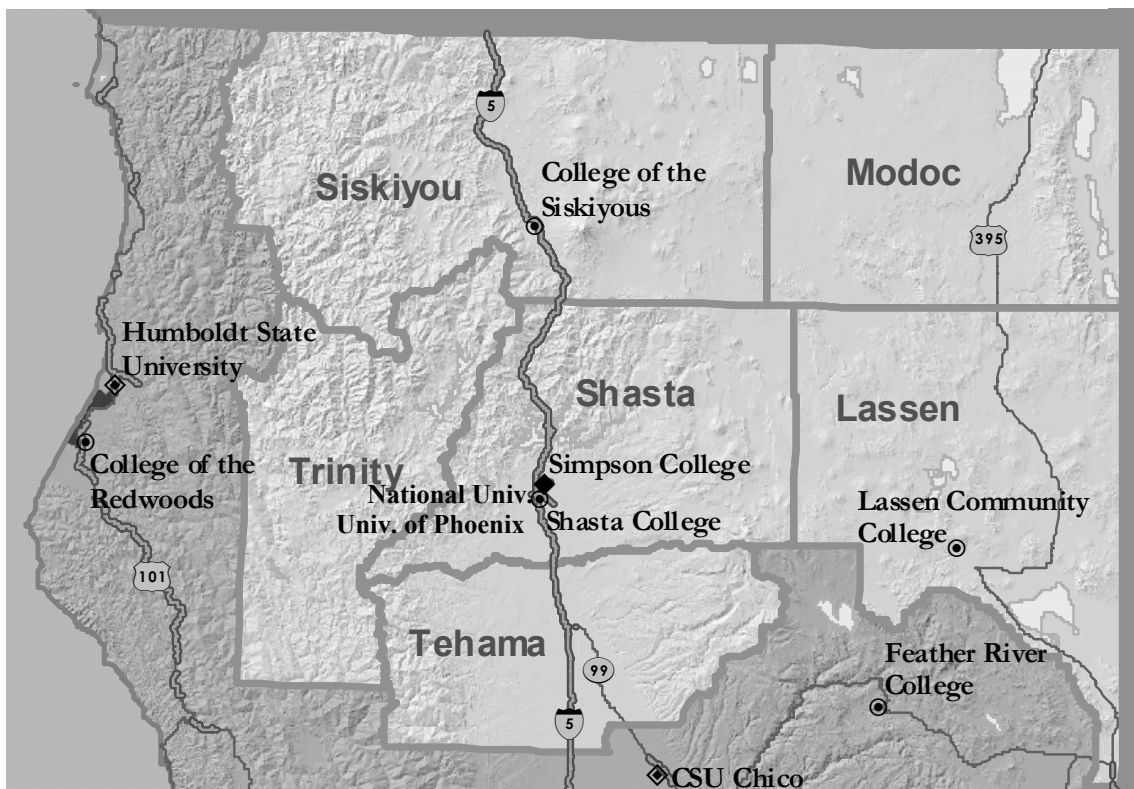 5
College of the
Siskiyous
Siskiyou
Modoc
395
Humboldt State
University
Shasta
Lassen
College of the
Redwoods
Trinity
Simpson College
National Univ.
Univ. of Phoenix
Shasta College
Lassen Community
College
101
Tehama
99
Feather River
College
5
CSU Chico